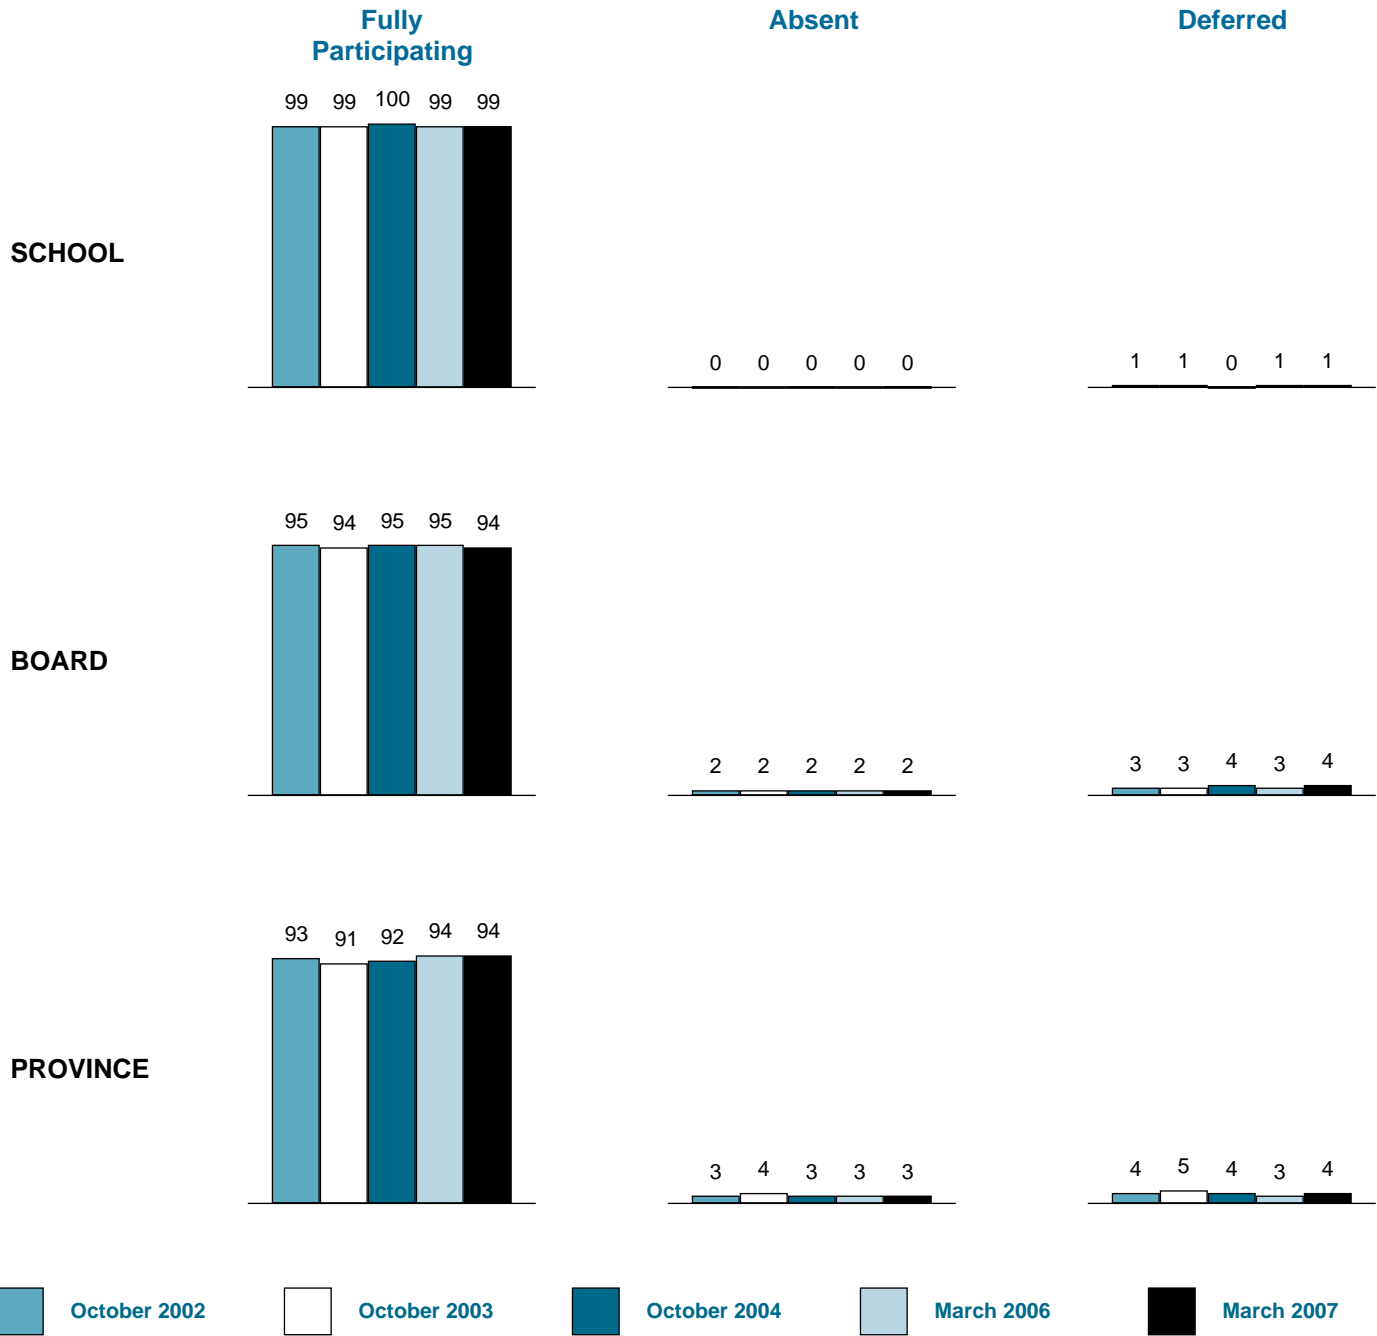 Fully
Participating
Absent
Deferred
99 99 100 99 99
SCHOOL
0 0 0 0 0
1 1 0 1 1
95 94 95 95 94
BOARD
2 2 2 2 2
3 3 4 3 4
93 91 92 94 94
PROVINCE
3 4 3 3 3
4 5 4 3 4
October 2002
October 2003
October 2004
March 2006
March 2007